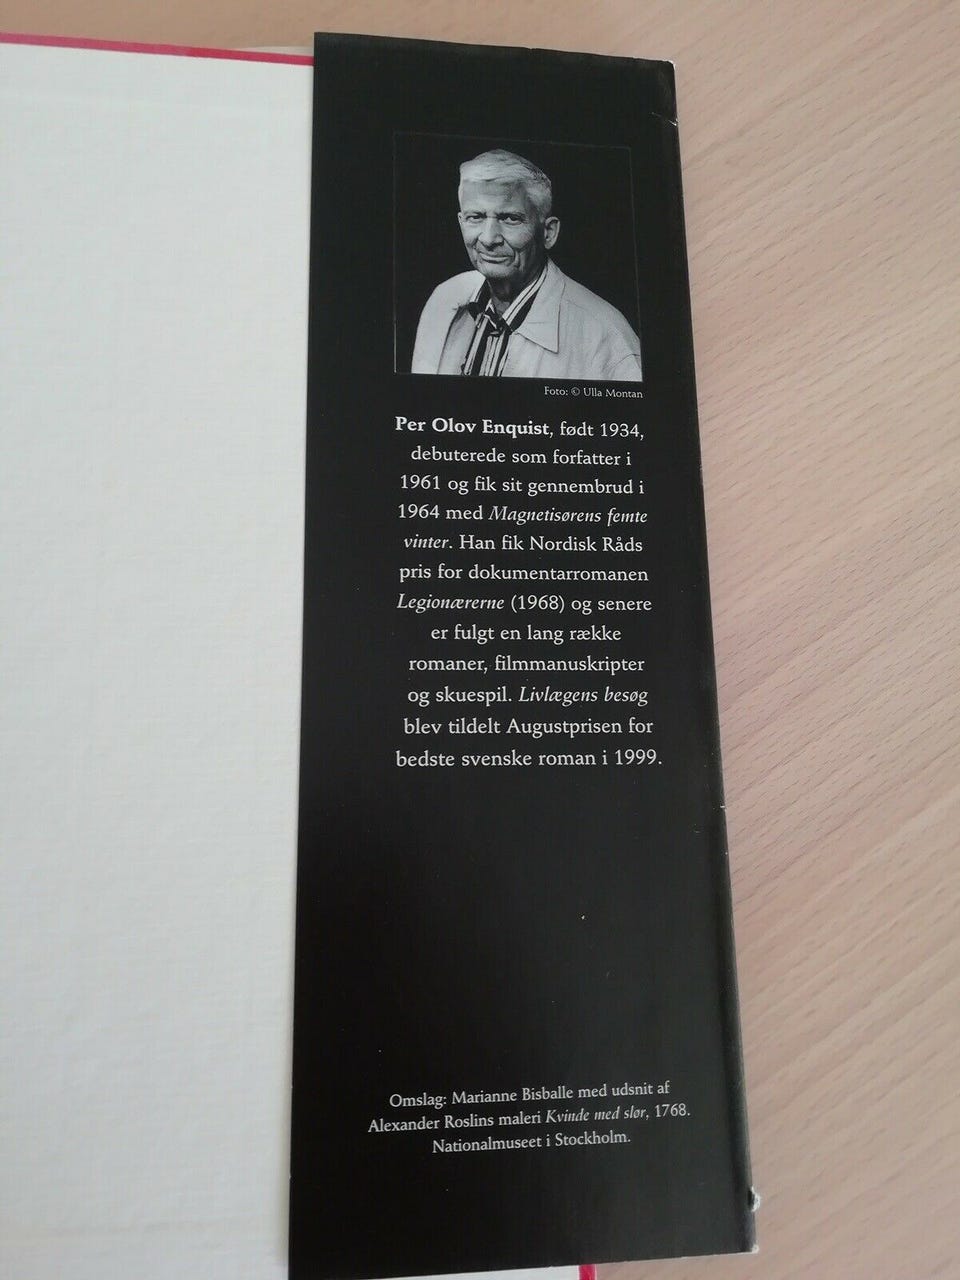 Foto: © Ulla Montan
Per Olov Enquist, født 1934,
debuterede som forfatter i
1961 og fik sit gennembrud i
1964 med Magnetisørens femte
vinter. Han fik Nordisk Råds
pris for dokumentarromanen
Legionærerne (1968) og senere
er fulgt en lang række
romaner, filmmanuskripter
og skuespil. Livlægens besøg
blev tildelt Augustprisen for
bedste svenske roman i 1999.
Omslag: Marianne Bisballe med udsnit af
Alexander Roslins maleri Kvinde med slør, 1768.
Nationalmuseet i Stockholm.